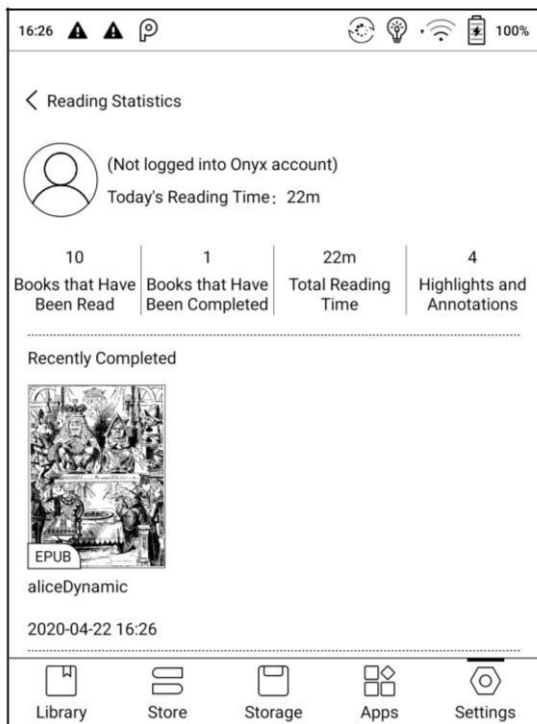 16:26
100%
Reading Statistics
(Not logged into Onyx account)
Today's Reading Time: 22m
10
Books that Have
Been Read
1
Books that Have
Been Completed
22m
Total Reading
Time
4
Highlights and
Annotations
Recently Completed
EPUB
aliceDynamic
2020-04-22 16:26
Library
Store
Storage
Apps
Settings